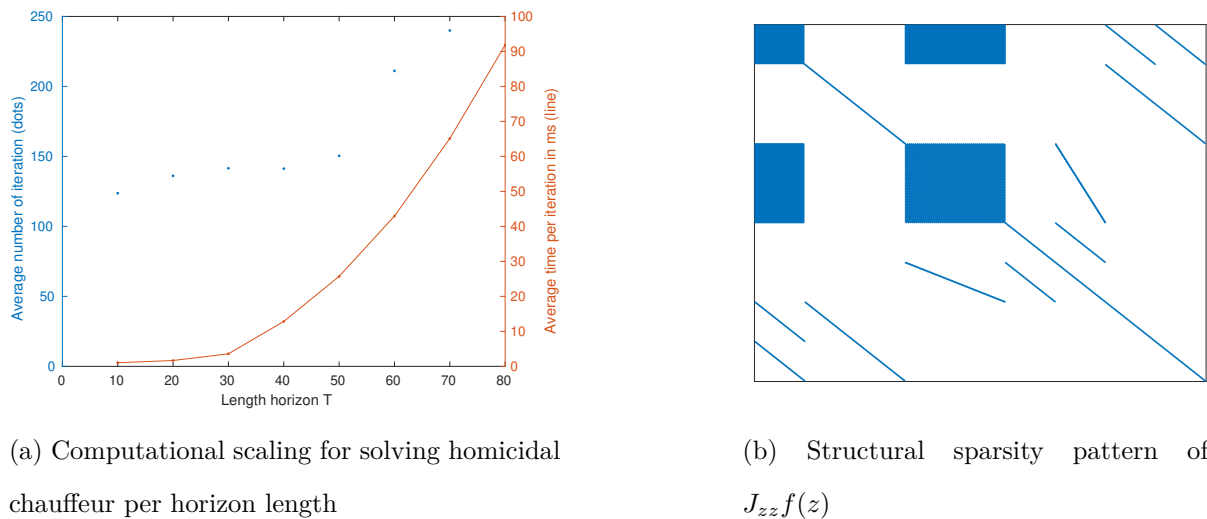 250
200
150
100
50
0
Average number of iteration (dots)
100
90
80
70
60
50
40
30
20
10
0
Average time per iteration in ms (line)
0 10 20 30 40 50 60 70 80
Length horizon T
(a) Computational scaling for solving homicidal
chauffeur per horizon length
(b) Structural sparsity pattern of
J_{zz}f(z)